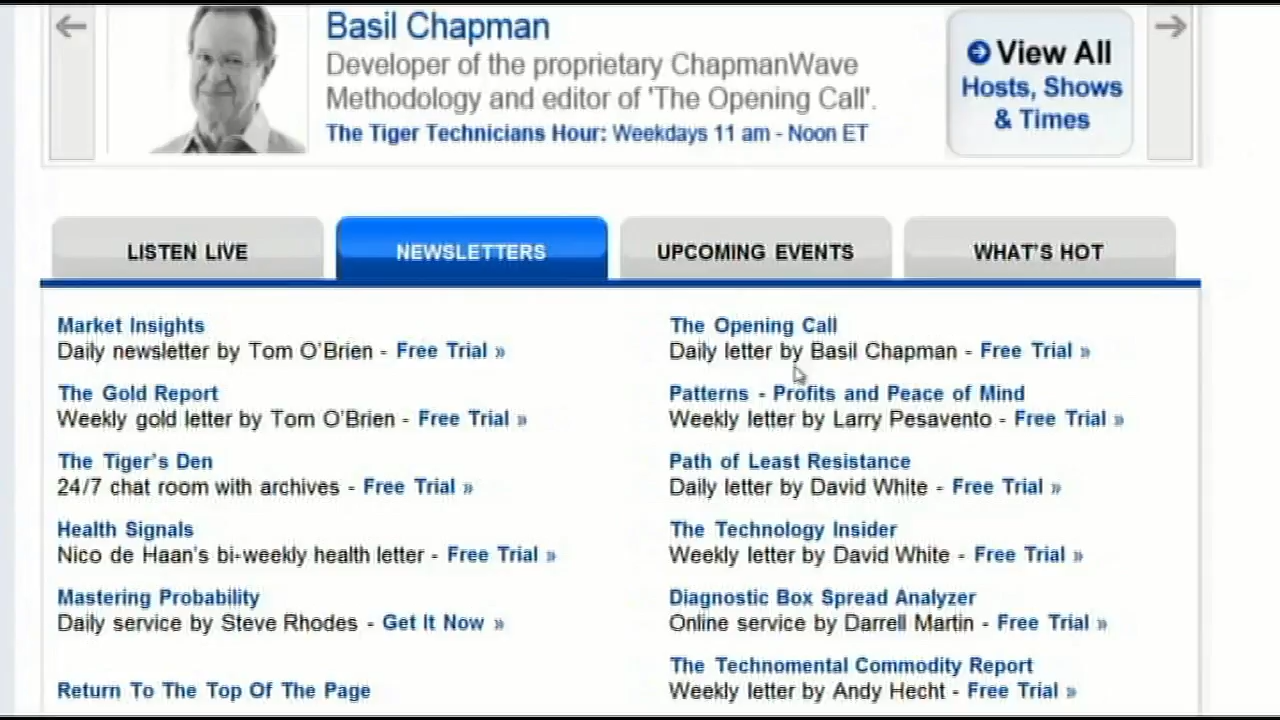 Basil Chapman
Developer of the proprietary ChapmanWave
Methodology and editor of 'The Opening Call'.
The Tiger Technicians Hour: Weekdays 11 am - Noon ET
View All
Hosts, Shows
& Times
LISTEN LIVE
NEWSLETTERS
UPCOMING EVENTS
WHAT'S HOT
Market Insights
Daily newsletter by Tom O'Brien - Free Trial »
The Gold Report
Weekly gold letter by Tom O'Brien - Free Trial »
The Tiger's Den
24/7 chat room with archives - Free Trial »
Health Signals
Nico de Haan's bi-weekly health letter - Free Trial »
Mastering Probability
Daily service by Steve Rhodes - Get It Now »
Return To The Top Of The Page
The Opening Call
Daily letter by Basil Chapman - Free Trial »
Patterns - Profits and Peace of Mind
Weekly letter by Larry Pesavento - Free Trial »
Path of Least Resistance
Daily letter by David White - Free Trial »
The Technology Insider
Weekly letter by David White - Free Trial »
Diagnostic Box Spread Analyzer
Online service by Darrell Martin - Free Trial »
The Technomental Commodity Report
Weekly letter by Andy Hecht - Free Trial »